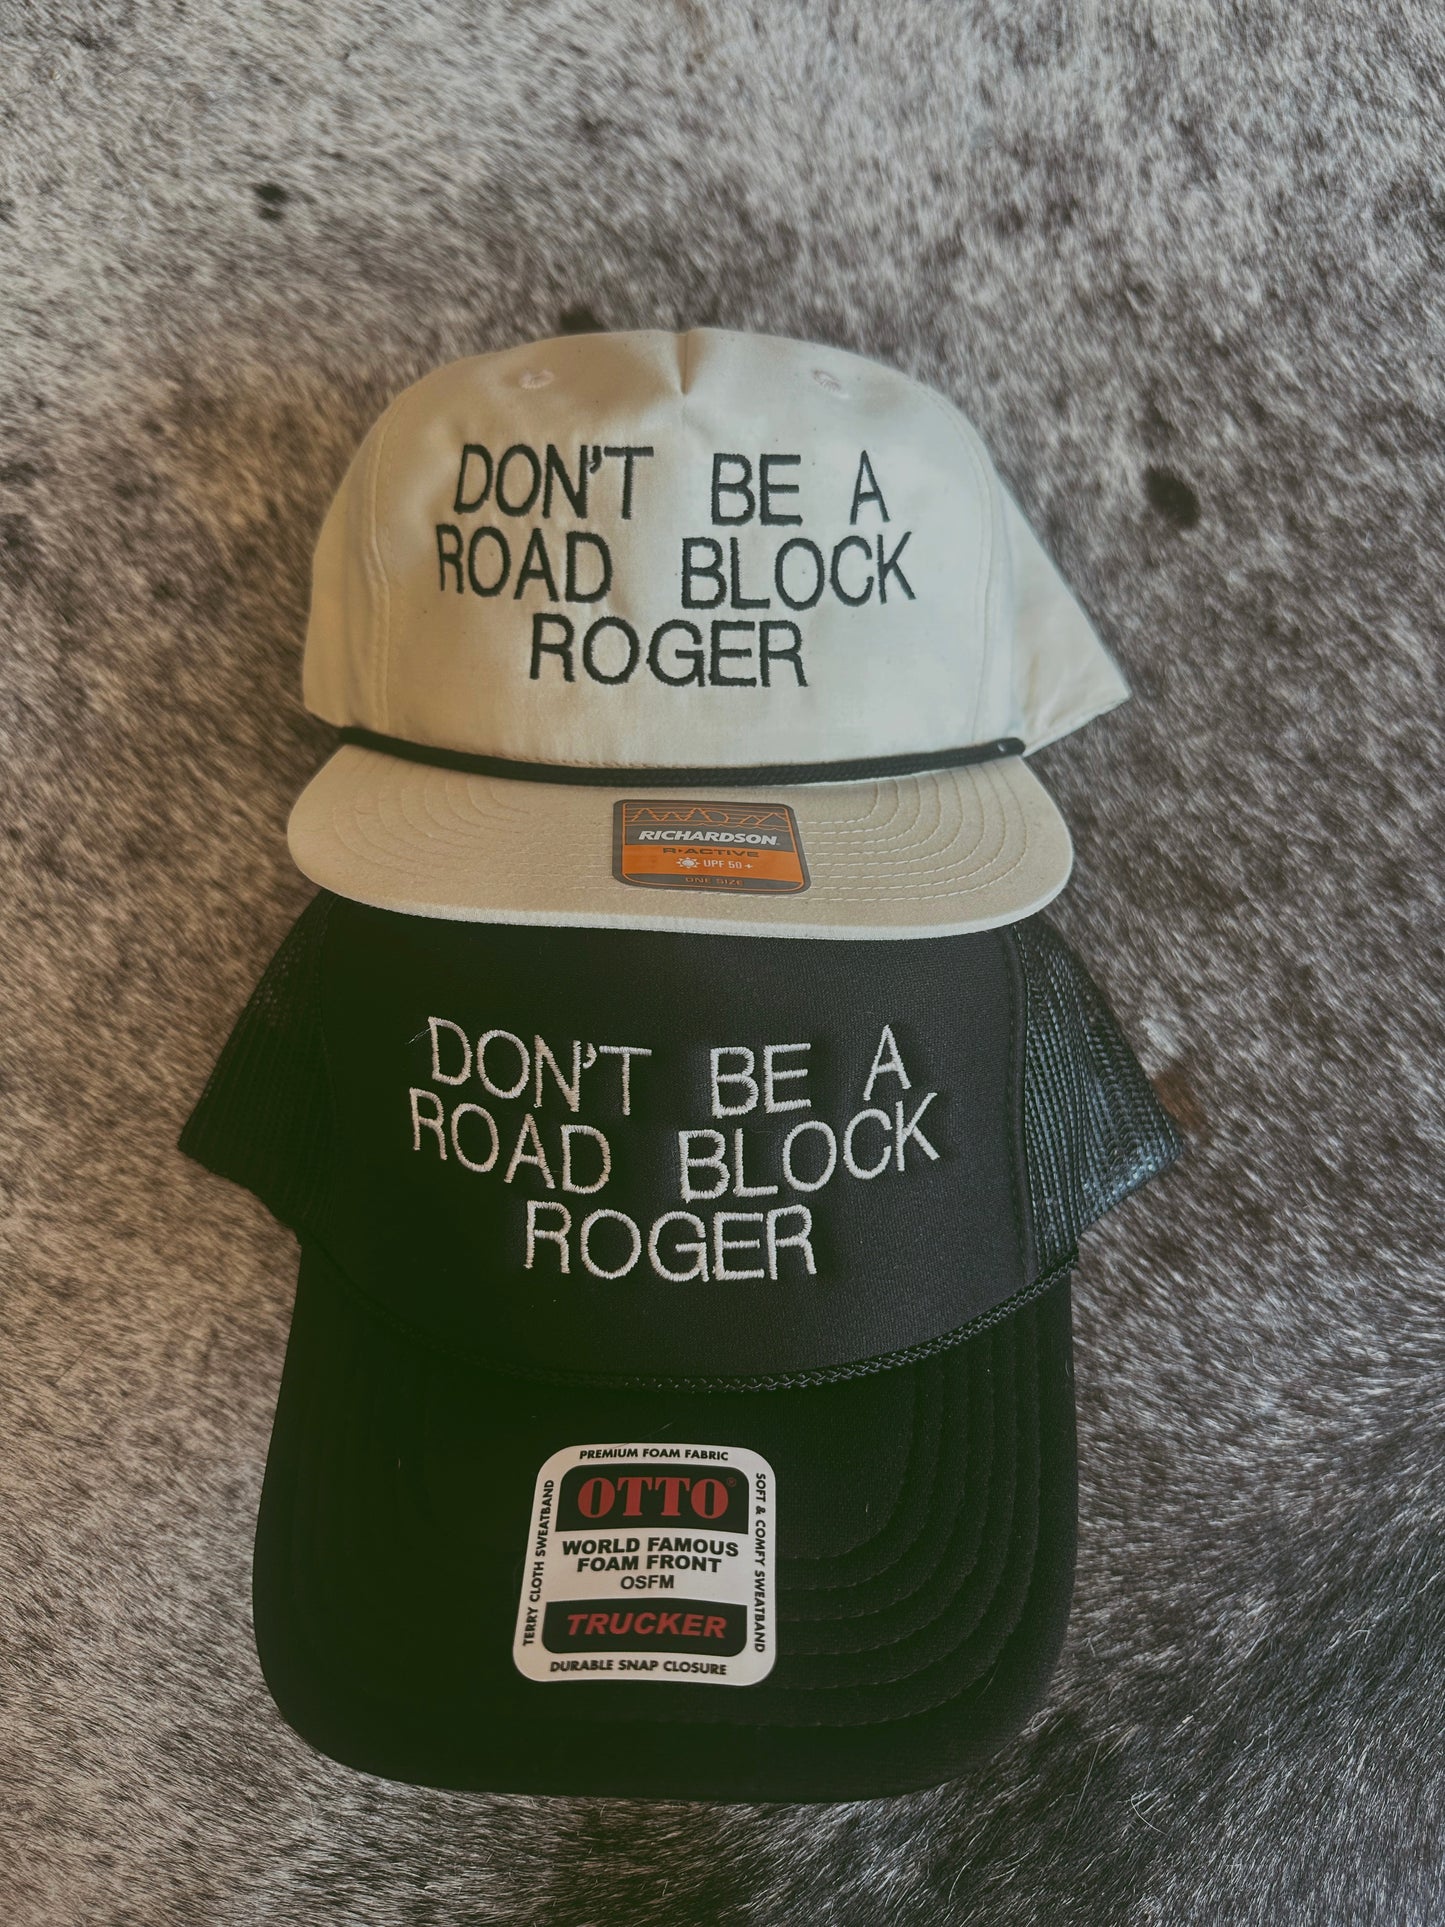 DON'T BE A
ROAD BLOCK
ROGER
RICHARDSON
R-ACTIVE
UPF 50+
ONE SIZE
DON'T BE A
ROAD BLOCK
ROGER
PREMIUM FOAM FABRIC
OTTO®
WORLD FAMOUS
FOAM FRONT
OSFM
TRUCKER
DURABLE SNAP CLOSURE
TERRY CLOTH SWEATBAND
SOFT & COMFY SWEATBAND